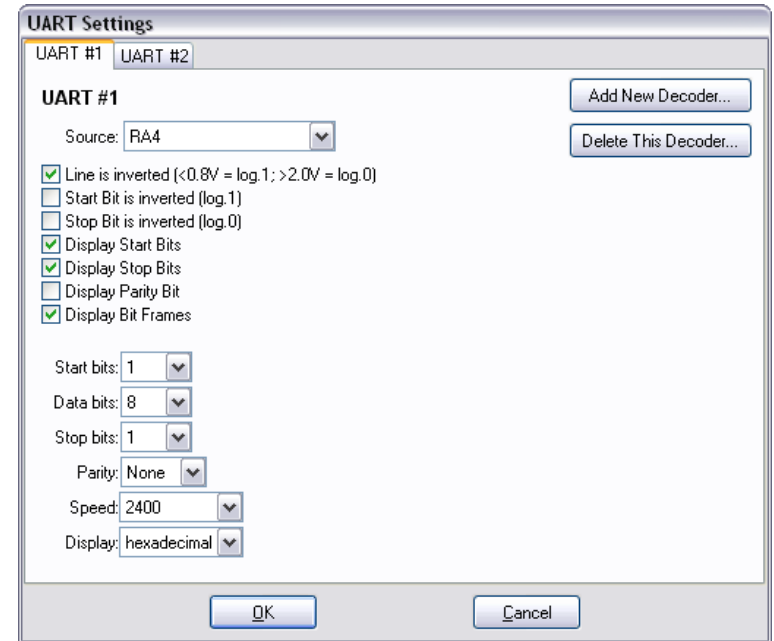 UART Settings
UART #1 UART #2
UART #1
Add New Decoder...
Source: RA4
Delete This Decoder...
Line is inverted (<0.8V = log.1; >2.0V = log.0)
Start Bit is inverted (log.1)
Stop Bit is inverted (log.0)
Display Start Bits
Display Stop Bits
Display Parity Bit
Display Bit Frames
Start bits: 1
Data bits: 8
Stop bits: 1
Parity: None
Speed: 2400
Display: hexadecimal
OK Cancel